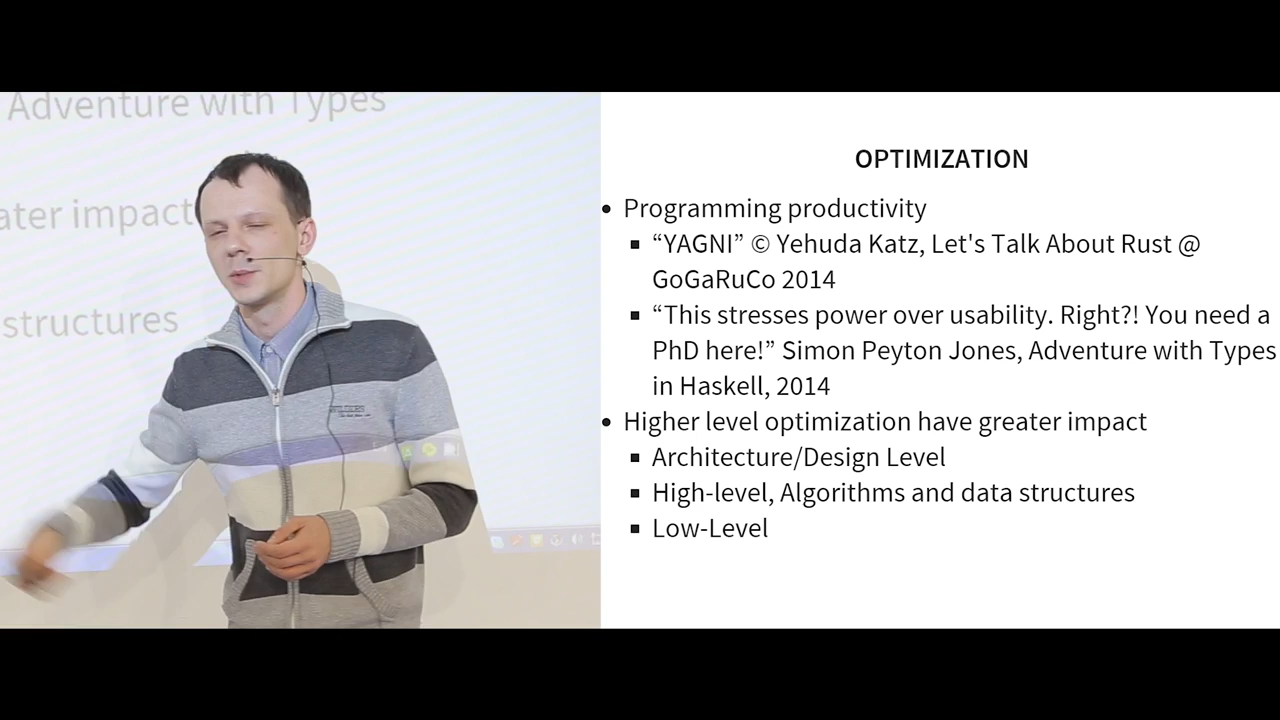 Adventure with Types
ater impact
structures
OPTIMIZATION
Programming productivity
“YAGNI” © Yehuda Katz, Let's Talk About Rust @
GoGaRuCo 2014
“This stresses power over usability. Right?! You need a
PhD here!” Simon Peyton Jones, Adventure with Types
in Haskell, 2014
Higher level optimization have greater impact
Architecture/Design Level
High-level, Algorithms and data structures
Low-Level